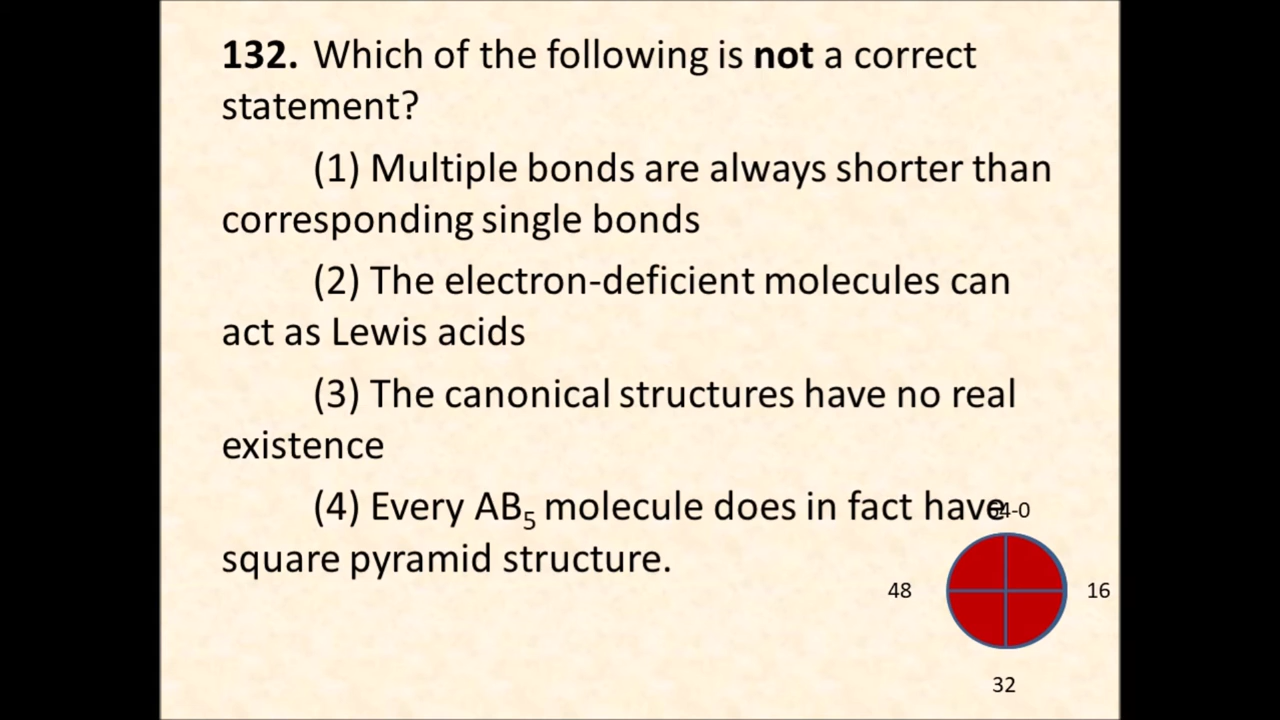 132. Which of the following is not a correct
statement?
(1) Multiple bonds are always shorter than
corresponding single bonds
(2) The electron-deficient molecules can
act as Lewis acids
(3) The canonical structures have no real
existence
(4) Every AB₅ molecule does in fact have
square pyramid structure.
64-0
48
16
32